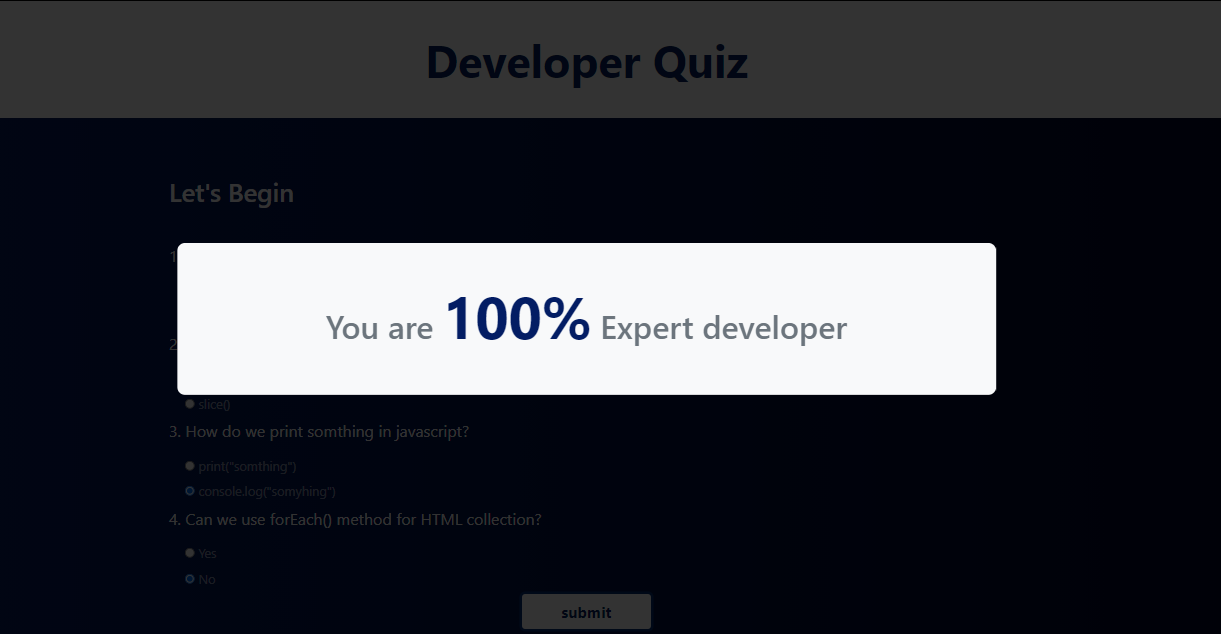 Developer Quiz
Let's Begin
1
You are 100% Expert developer
2
slice()
3. How do we print somthing in javascript?
print("somthing")
console.log("somyhing")
4. Can we use forEach() method for HTML collection?
Yes
No
submit